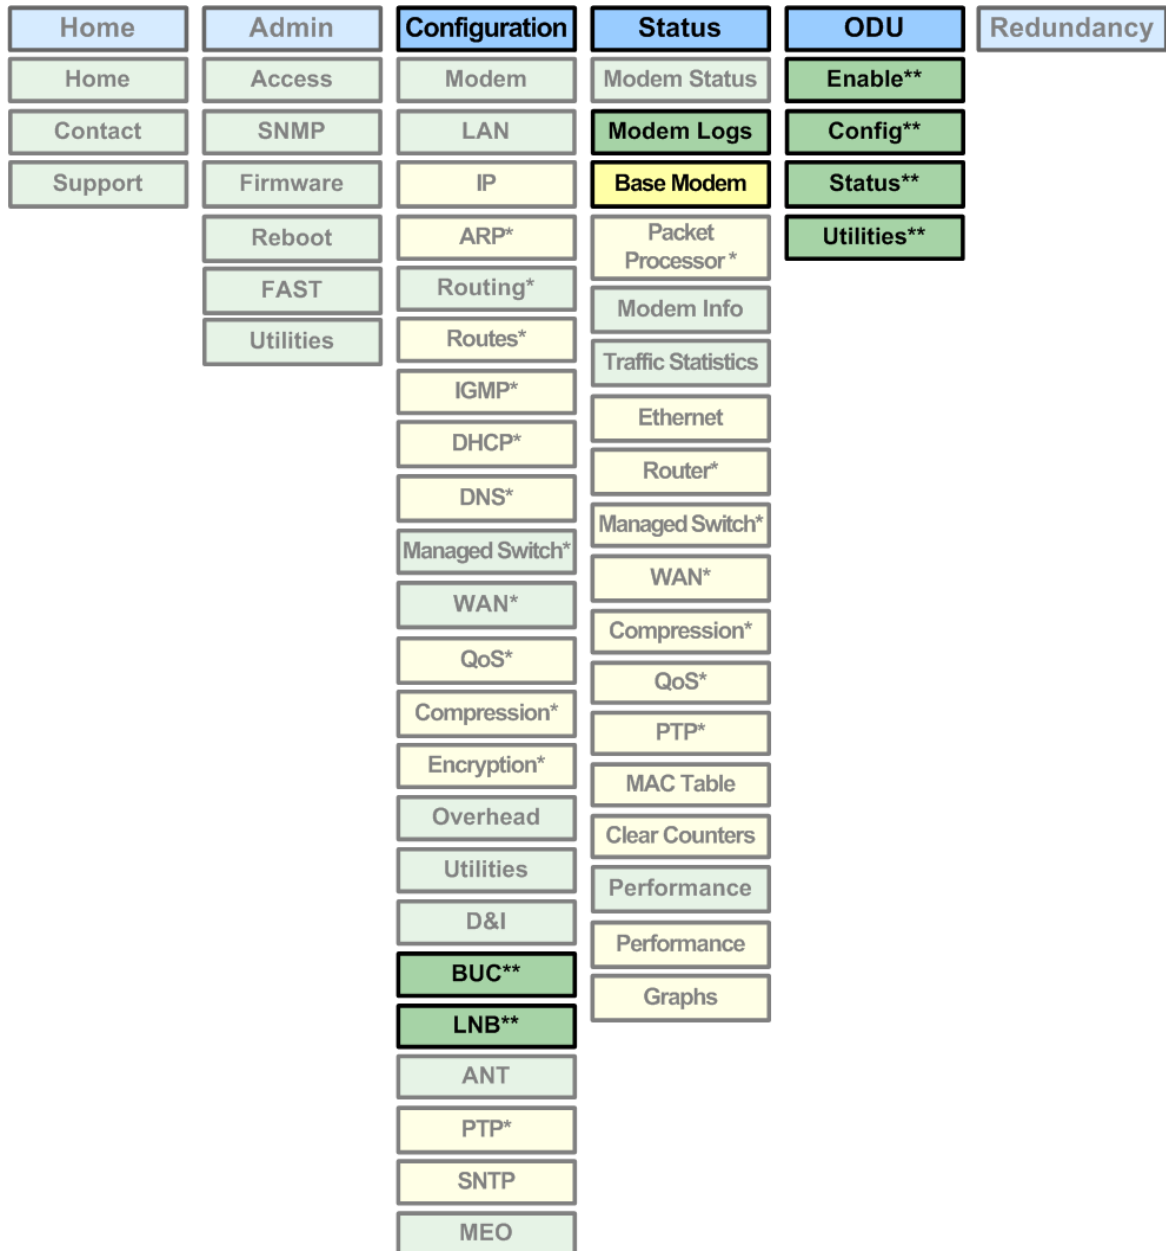 Home
Admin
Configuration
Status
ODU
Redundancy
Home
Contact
Support
Access
SNMP
Firmware
Reboot
FAST
Utilities
Modem
LAN
IP
ARP*
Routing*
Routes*
IGMP*
DHCP*
DNS*
Managed Switch*
WAN*
QoS*
Compression*
Encryption*
Overhead
Utilities
D&I
BUC**
LNB**
ANT
PTP*
SNTP
MEO
Modem Status
Modem Logs
Base Modem
Packet
Processor *
Modem Info
Traffic Statistics
Ethernet
Router*
Managed Switch*
WAN*
Compression*
QoS*
PTP*
MAC Table
Clear Counters
Performance
Performance
Graphs
Enable**
Config**
Status**
Utilities**